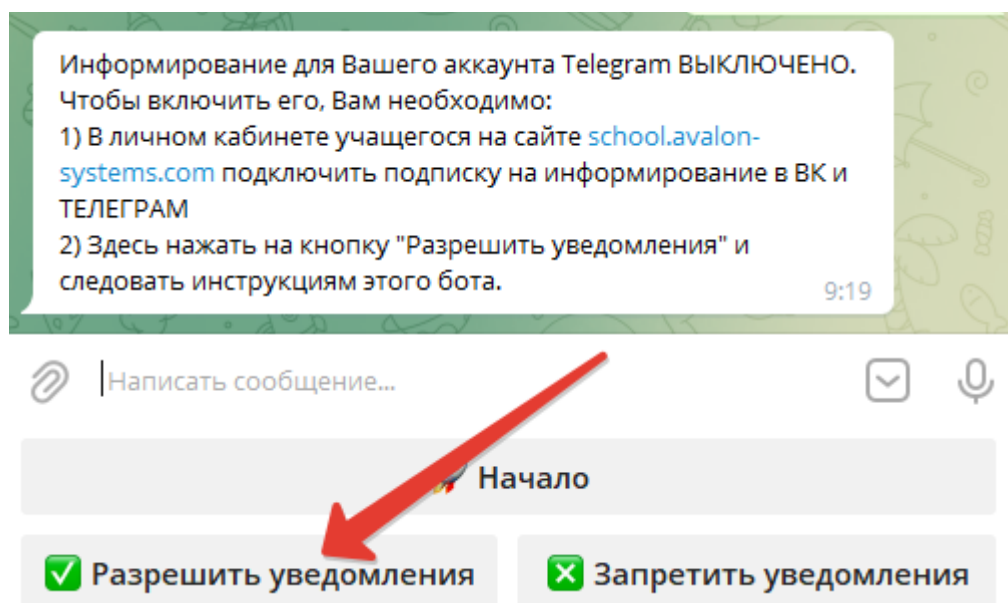 Информирование для Вашего аккаунта Telegram ВЫКЛЮЧЕНО.
Чтобы включить его, Вам необходимо:
1) В личном кабинете учащегося на сайте school.avalon-
systems.com подключить подписку на информирование в ВК и
ТЕЛЕГРАМ
2) Здесь нажать на кнопку "Разрешить уведомления" и
следовать инструкциям этого бота.
9:19
Написать сообщение...
Начало
Разрешить уведомления
Запретить уведомления